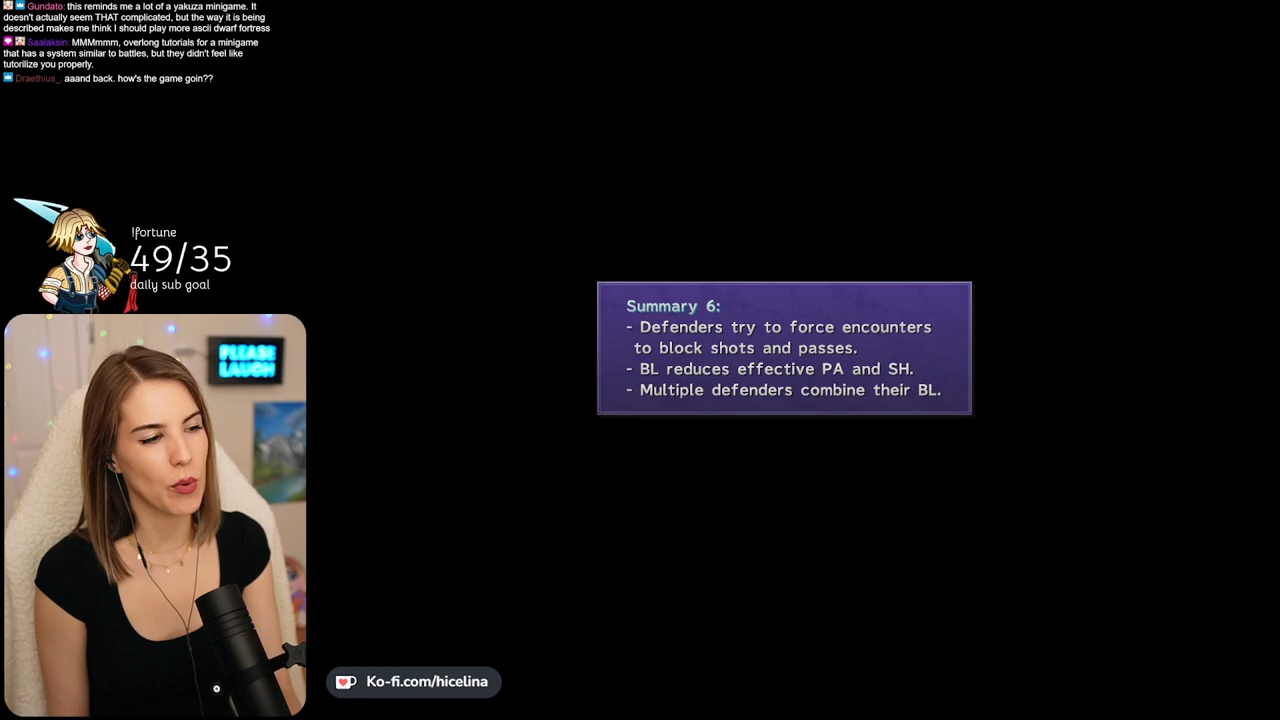 Gundato: this reminds me a lot of a yakuza minigame. It
doesn't actually seem THAT complicated, but the way it is being
described makes me think I should play more ascii dwarf fortress
Saalaksin: MMMmmm, overlong tutorials for a minigame
that has a system similar to battles, but they didn't feel like
tutorilize you properly.
Draethius_: aaand back. how's the game goin??
!fortune
49/35
daily sub goal
PLEASE
LAUGH
Summary 6:
- Defenders try to force encounters
to block shots and passes.
- BL reduces effective PA and SH.
- Multiple defenders combine their BL.
Ko-fi.com/hicelina